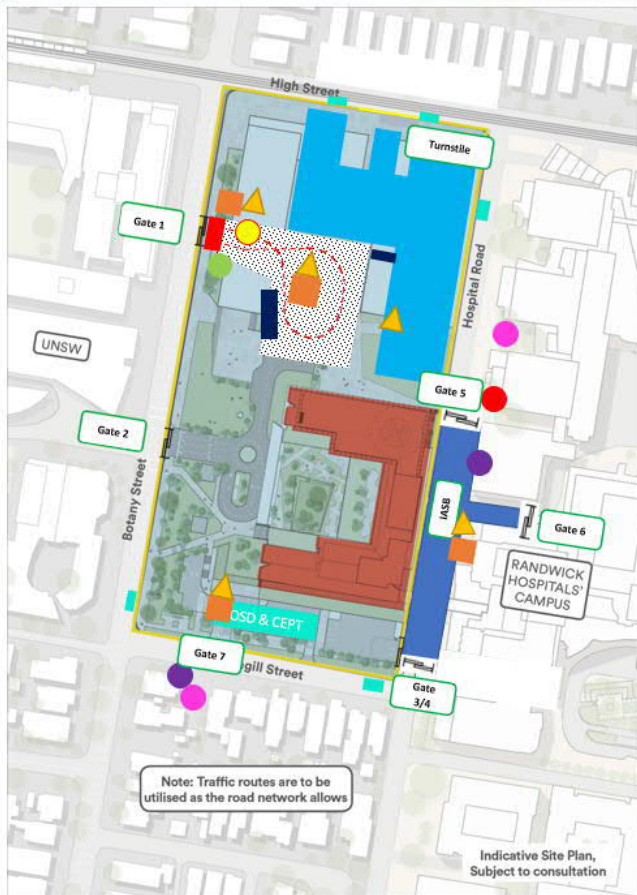 High Street
Turnstile
Gate 1
Hospital Road
UNSW
Gate 5
Gate 2
IASB
Gate 6
Botany Street
RANDWICK
HOSPITALS'
CAMPUS
OSD & CEPT
Gate 7
Street
Gate
3/4
Note: Traffic routes are to be
utilised as the road network allows
Indicative Site Plan,
Subject to consultation